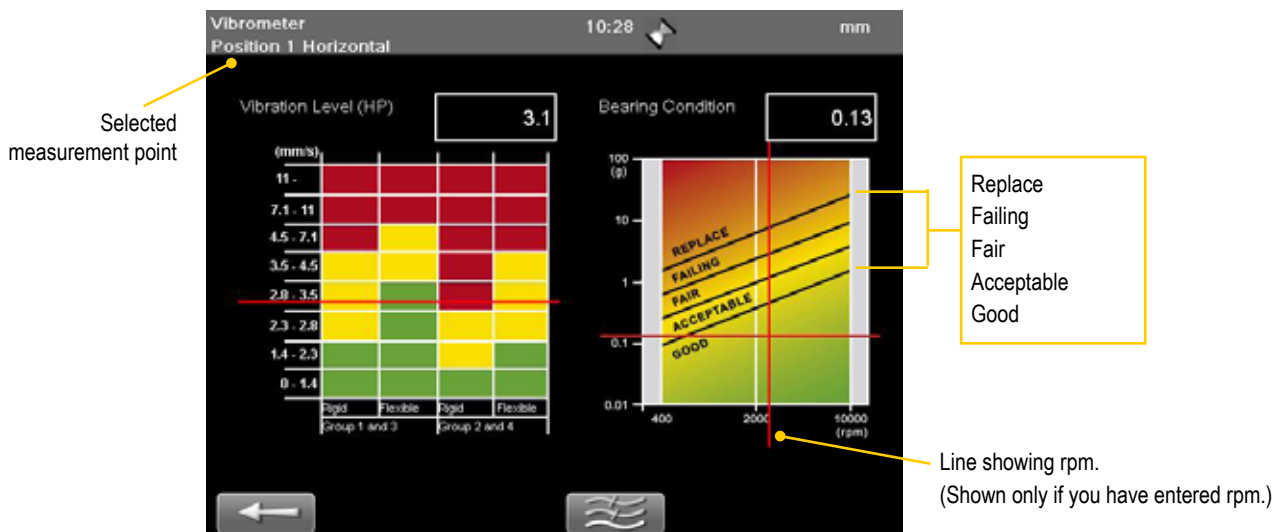 Vibrometer
10:28
mm
Position 1 Horizontal
Selected
measurement point
Vibration Level (HP)
3.1
(mm/s)
11 -
7.1 - 11
4.5 - 7.1
3.5 - 4.5
2.8 - 3.5
2.3 - 2.8
1.4 - 2.3
0 - 1.4
Rigid Flexible Rigid Flexible
Group 1 and 3 Group 2 and 4
Bearing Condition
0.13
100
(g)
10
1
0.1
0.01
REPLACE
FAILING
FAIR
ACCEPTABLE
GOOD
400 2000 10000
(rpm)
Replace
Failing
Fair
Acceptable
Good
Line showing rpm.
(Shown only if you have entered rpm.)